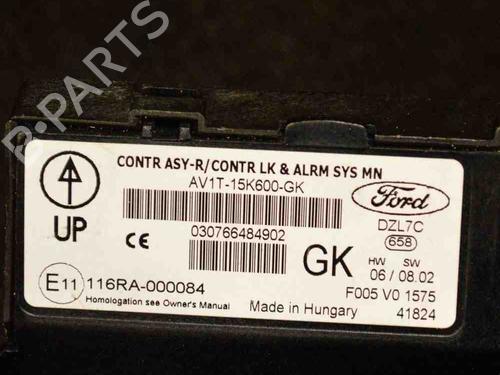 B-PARTS
CONTR ASY-R/CONTR LK & ALRM SYS MN
AV1T-15K600-GK
Ford
UP
030766484902
DZL7C
658
CE
GK
HW SW
06 / 08.02
E11 116RA-000084
F005 V0 1575
Homologation see Owner's Manual
Made in Hungary
41824